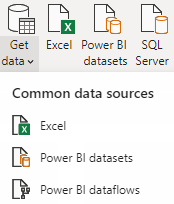 Get
data
Excel
Power BI
datasets
SQL
Server
Common data sources
Excel
Power BI datasets
Power BI dataflows